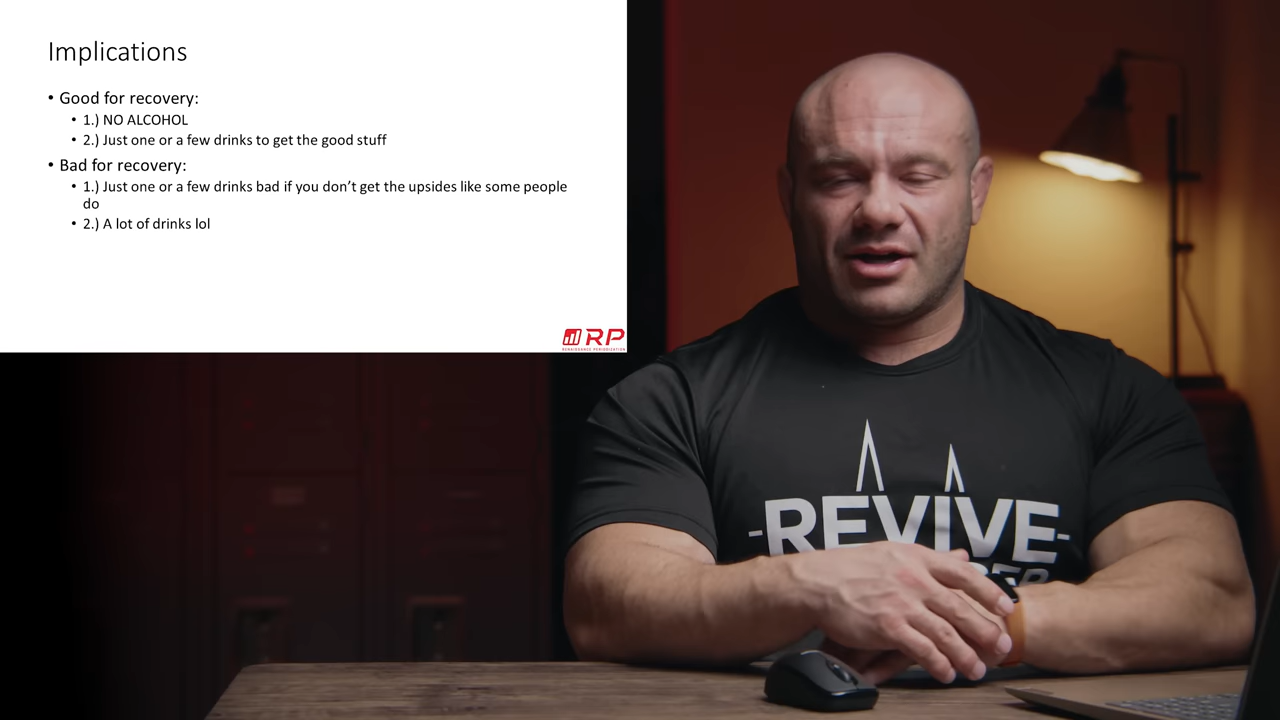 Implications
• Good for recovery:
• 1.) NO ALCOHOL
• 2.) Just one or a few drinks to get the good stuff
• Bad for recovery:
• 1.) Just one or a few drinks bad if you don’t get the upsides like some people
do
• 2.) A lot of drinks lol
RP
RENAISSANCE PERIODIZATION
-REVIVE-